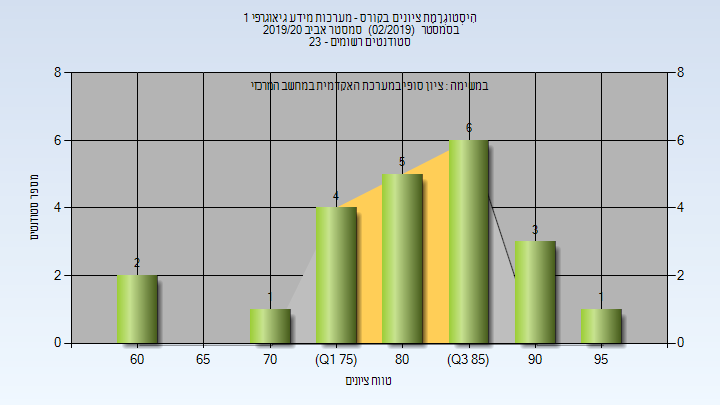 היסטוגרמת ציונים בקורס - מערכות מידע גיאוגרפי 1
בסמסטר (02/2019) סמסטר אביב 2019/20
סטודנטים רשומים - 23
במשימה : ציון סופי במערכת האקדמית במחשב המרכזי
מספר סטודנטים
8
6
4
2
0
8
6
4
2
0
2
1
4
5
6
3
1
60
65
70
(Q1 75)
80
(Q3 85)
90
95
טווח ציונים